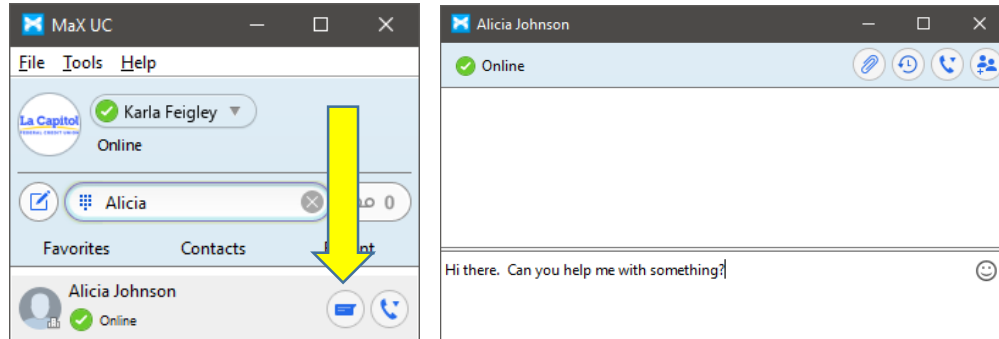 MaX UC
File Tools Help
La Capitol
Karla Feigley
Online
Alicia
0
Favorites Contacts
Alicia Johnson
Online
Alicia Johnson
Online
Hi there.  Can you help me with something?